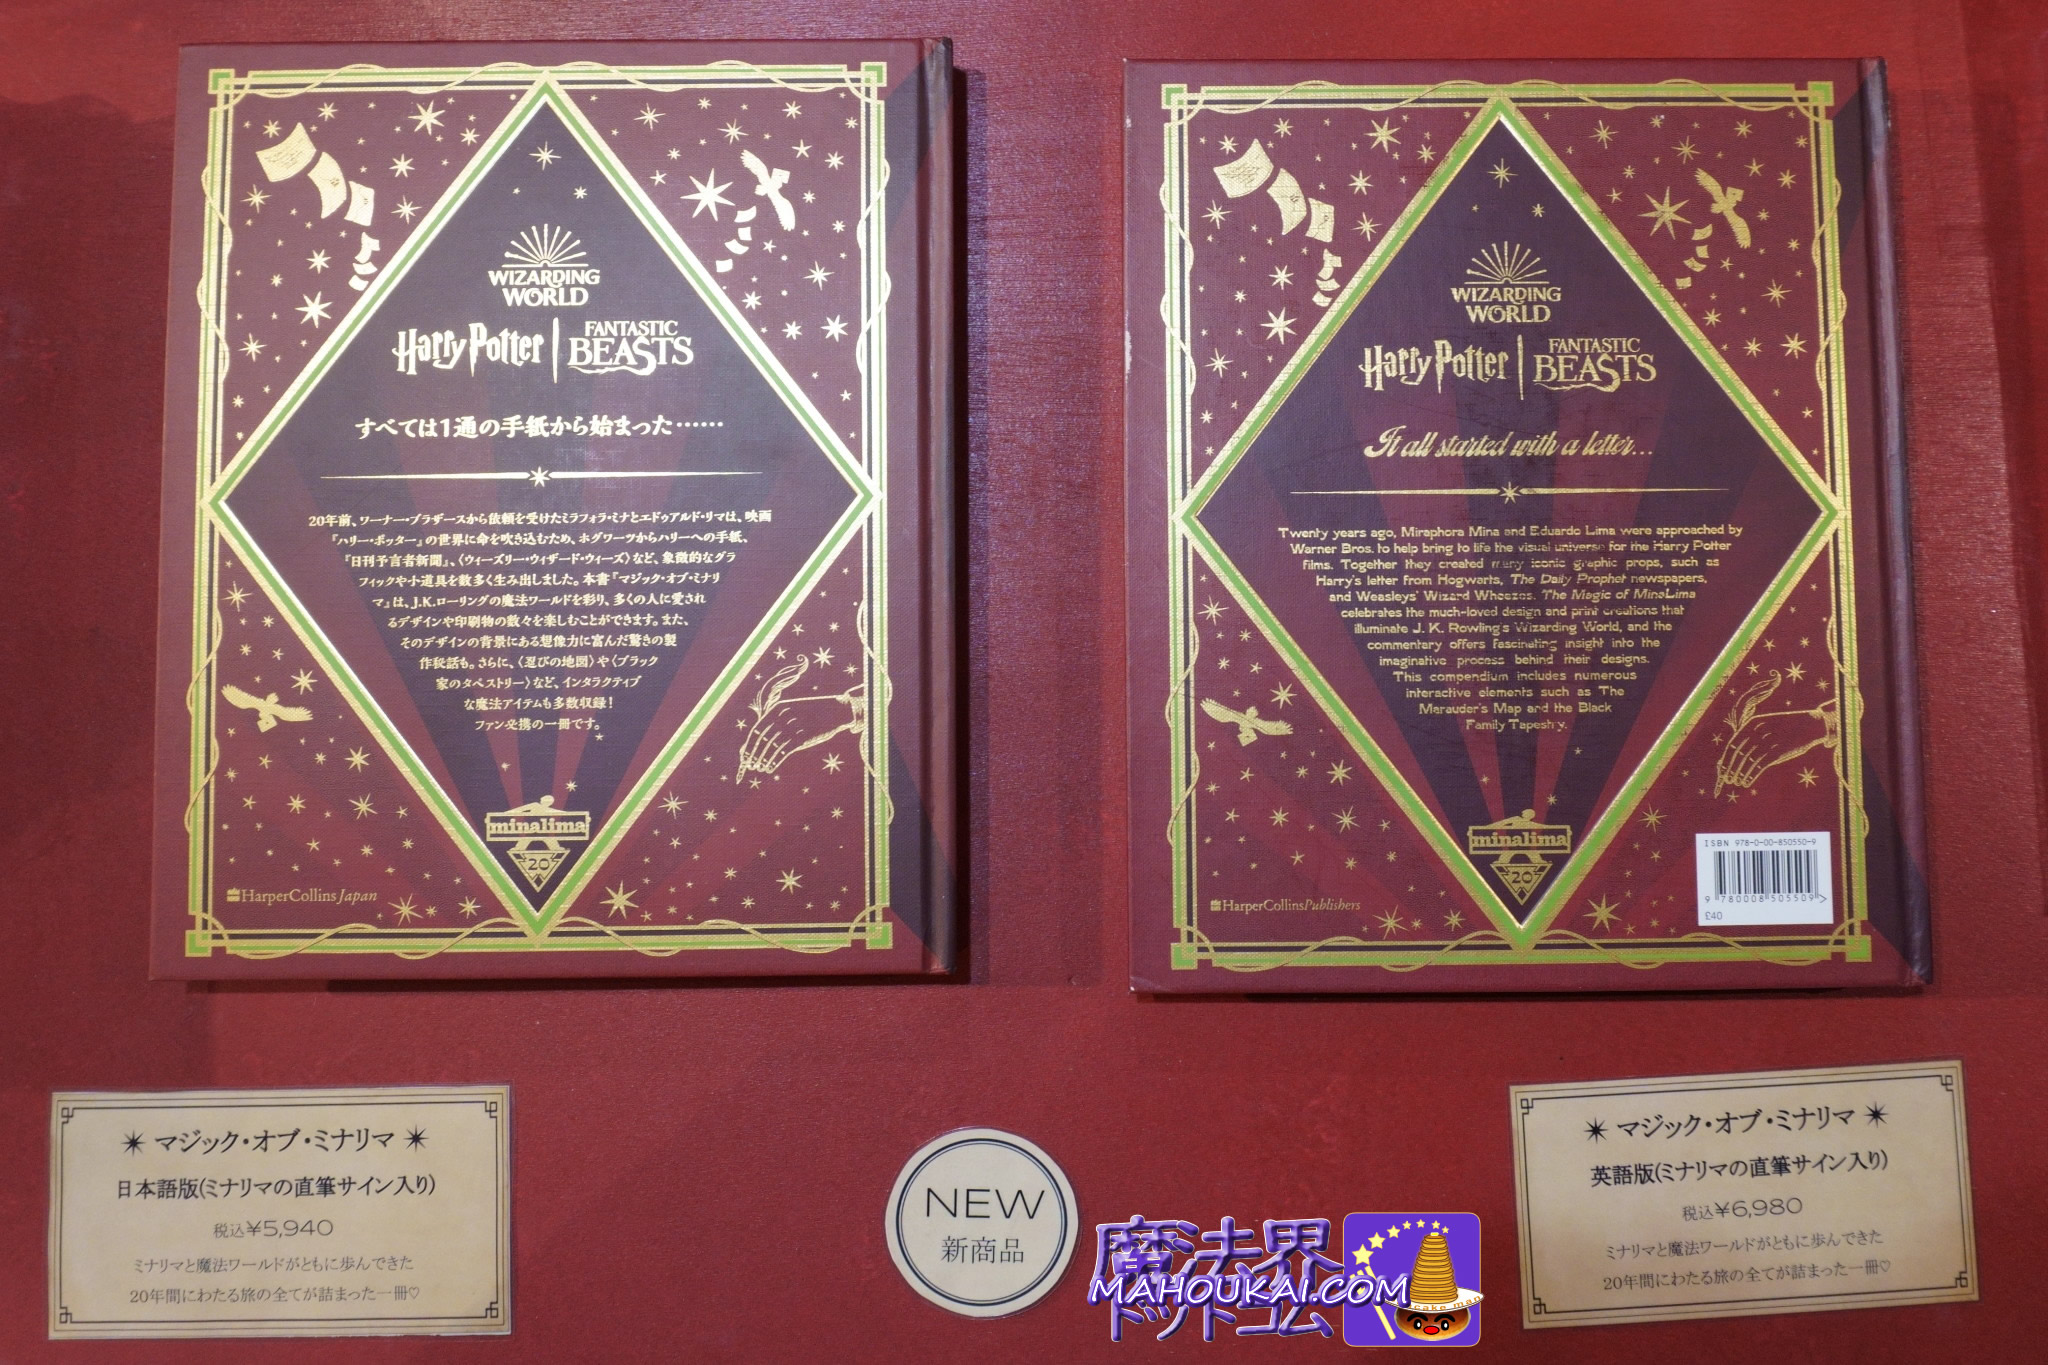 WIZARDING
WORLD
Harry Potter
FANTASTIC
BEASTS
すべては1通の手紙から始まった……
20年前、ワーナー・ブラザースから依頼を受けたミラフォラ・ミナとエドゥアルド・リマは、映画
『ハリー・ポッター』の世界に命を吹き込むため、ホグワーツからハリーへの手紙、
『日刊予言者新聞』、〈ウィーズリー・ウィザード・ウィーズ〉など、象徴的なグラ
フィックや小道具を数多く生み出しました。本書『マジック・オブ・ミナリ
マ』は、J.K.ローリングの魔法ワールドを彩り、多くの人に愛され
るデザインや印刷物の数々を楽しむことができます。また、
そのデザインの背景にある想像力に富んだ驚きの製
作秘話も。さらに、〈忍びの地図〉や〈ブラック
家のタペストリー〉など、インタラクティブ
な魔法アイテムも多数収録！
ファン必携の一冊です。
minalima
20
HarperCollins Japan
WIZARDING
WORLD
Harry Potter
FANTASTIC
BEASTS
It all started with a letter...
Twenty years ago, Miraphora Mina and Eduardo Lima were approached by
Warner Bros. to help bring to life the visual universe for the Harry Potter
films. Together they created many iconic graphic props, such as
Harry's letter from Hogwarts, The Daily Prophet newspapers,
and Weasleys' Wizard Wheezes. The Magic of MinaLima
celebrates the much-loved design and print creations that
illuminate J. K. Rowling's Wizarding World, and the
commentary offers fascinating insight into the
imaginative process behind their designs.
This compendium includes numerous
interactive elements such as The
Marauder's Map and the Black
Family Tapestry.
minalima
20
HarperCollinsPublishers
ISBN 978-0-00-850550-9
9 780008 505509 >
£40
マジック・オブ・ミナリマ
日本語版(ミナリマの直筆サイン入り)
税込¥5,940
ミナリマと魔法ワールドがともに歩んできた
20年間にわたる旅の全てが詰まった一冊♡
NEW
新商品
マジック・オブ・ミナリマ
英語版(ミナリマの直筆サイン入り)
税込¥6,980
ミナリマと魔法ワールドがともに歩んできた
20年間にわたる旅の全てが詰まった一冊♡
魔法界
MAHOUKAI.COM
ドットコム
cake man